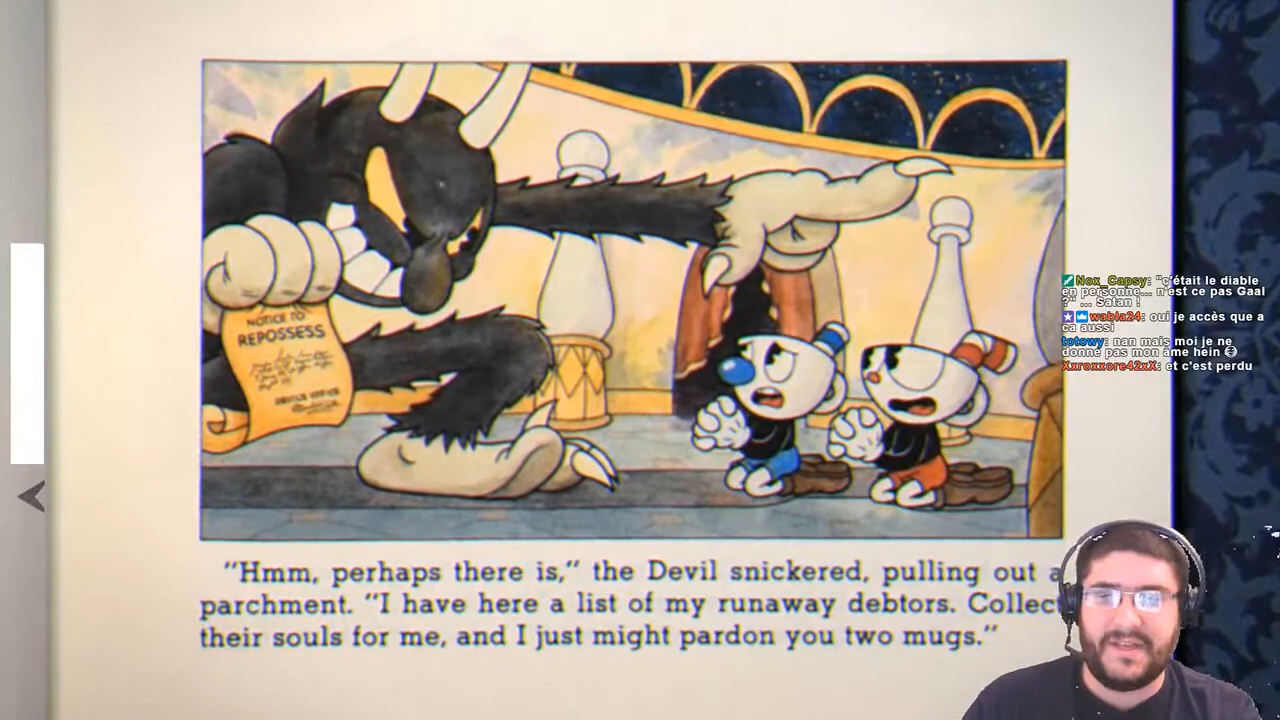 NOTICE TO
REPOSSESS
"Hmm, perhaps there is," the Devil snickered, pulling out a
parchment. "I have here a list of my runaway debtors. Collect
their souls for me, and I just might pardon you two mugs."
Nox_Capsy: "c'était le diable
en personne... n'est ce pas Gaal
?" ... Satan !
wabla24: oui je accès que a
ca aussi
totowy: nan mais moi je ne
donne pas mon âme hein
Xxroxxore42xX: et c'est perdu